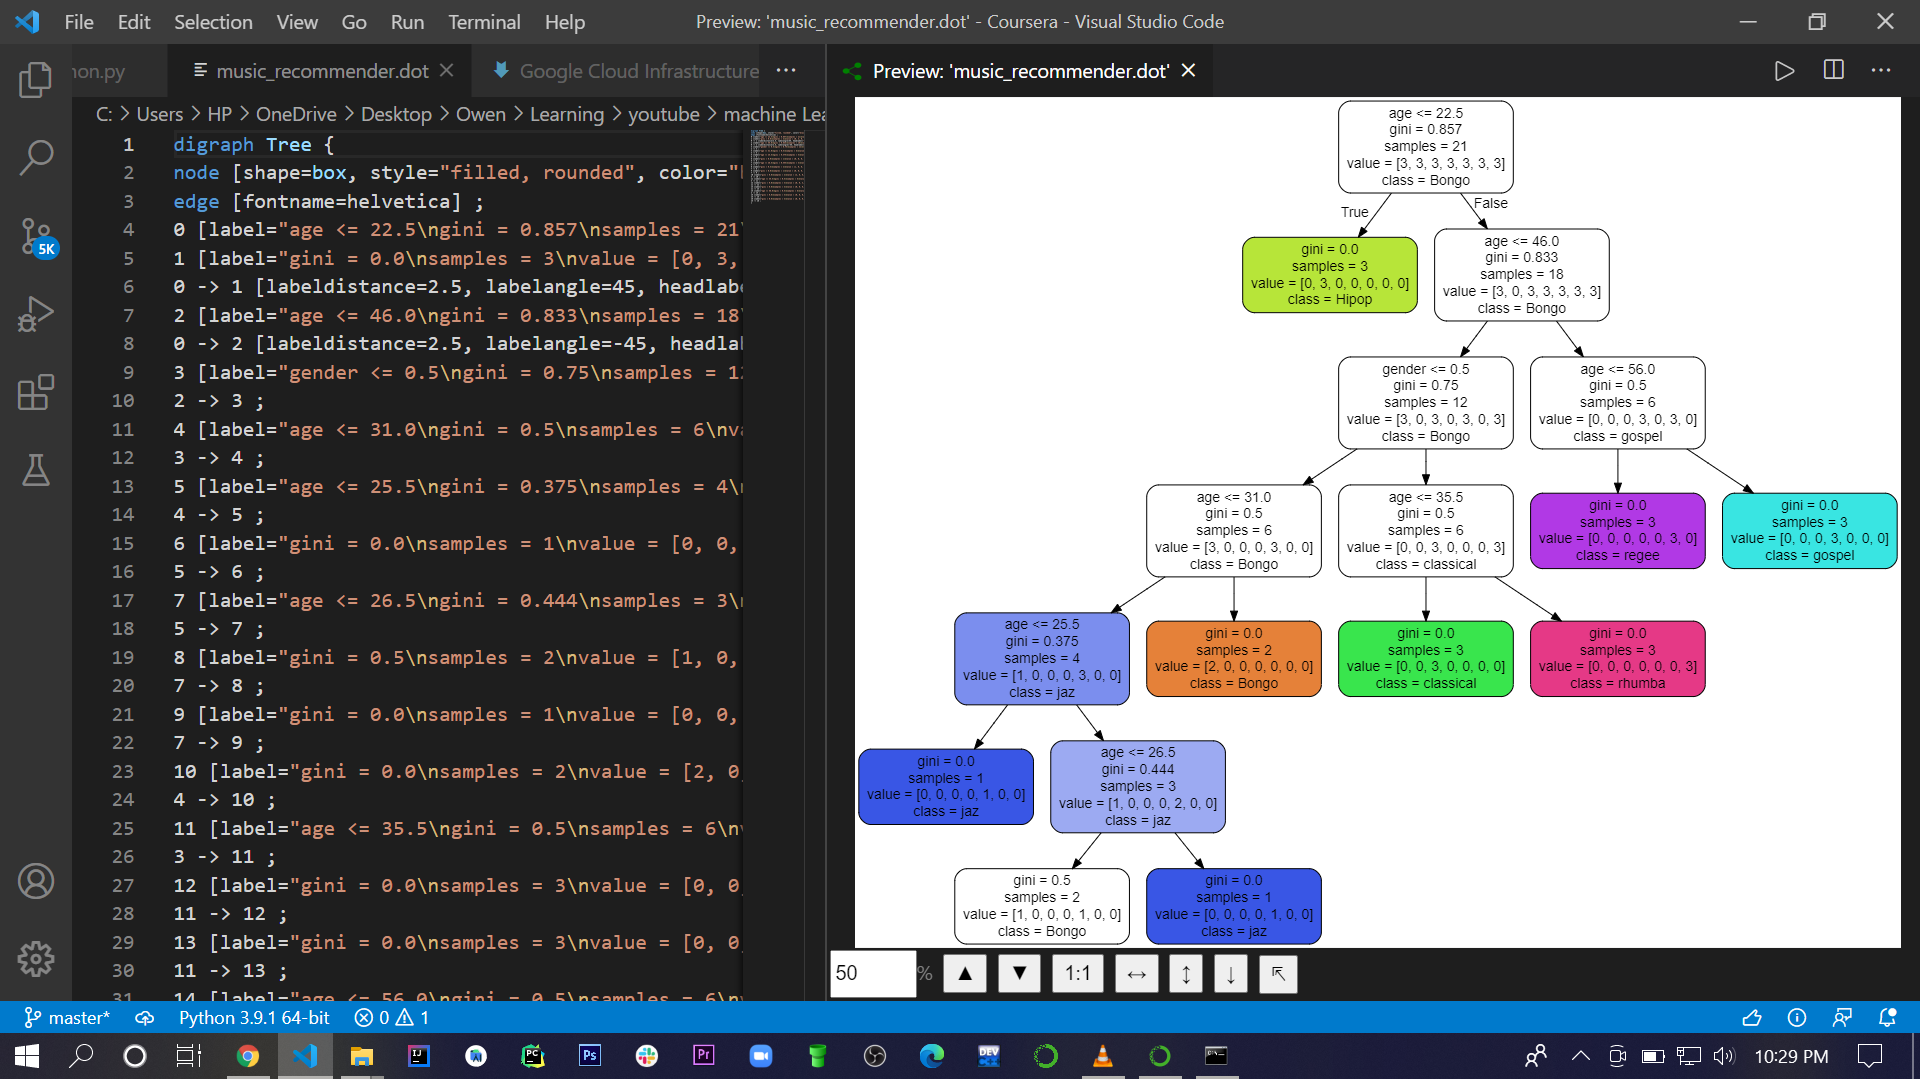 File Edit Selection View Go Run Terminal Help
Preview: 'music_recommender.dot' - Coursera - Visual Studio Code
non.py
music_recommender.dot
Google Cloud Infrastructure
Preview: 'music_recommender.dot'
C: > Users > HP > OneDrive > Desktop > Owen > Learning > youtube > machine Lea
1 digraph Tree {
2 node [shape=box, style="filled, rounded", color="
3 edge [fontname=helvetica] ;
4 0 [label="age <= 22.5\ngini = 0.857\nsamples = 21\
5 1 [label="gini = 0.0\nsamples = 3\nvalue = [0, 3,
6 0 -> 1 [labeldistance=2.5, labelangle=45, headlabe
7 2 [label="age <= 46.0\ngini = 0.833\nsamples = 18\
8 0 -> 2 [labeldistance=2.5, labelangle=-45, headlab
9 3 [label="gender <= 0.5\ngini = 0.75\nsamples = 12
10 2 -> 3 ;
11 4 [label="age <= 31.0\ngini = 0.5\nsamples = 6\nva
12 3 -> 4 ;
13 5 [label="age <= 25.5\ngini = 0.375\nsamples = 4\
14 4 -> 5 ;
15 6 [label="gini = 0.0\nsamples = 1\nvalue = [0, 0,
16 5 -> 6 ;
17 7 [label="age <= 26.5\ngini = 0.444\nsamples = 3\
18 5 -> 7 ;
19 8 [label="gini = 0.5\nsamples = 2\nvalue = [1, 0,
20 7 -> 8 ;
21 9 [label="gini = 0.0\nsamples = 1\nvalue = [0, 0,
22 7 -> 9 ;
23 10 [label="gini = 0.0\nsamples = 2\nvalue = [2, 0
24 4 -> 10 ;
25 11 [label="age <= 35.5\ngini = 0.5\nsamples = 6\n
26 3 -> 11 ;
27 12 [label="gini = 0.0\nsamples = 3\nvalue = [0, 0
28 11 -> 12 ;
29 13 [label="gini = 0.0\nsamples = 3\nvalue = [0, 0
30 11 -> 13 ;
31 14 [label="age <= 56.0\ngini = 0.5\nsamples = 6\n
5K
age <= 22.5
gini = 0.857
samples = 21
value = [3, 3, 3, 3, 3, 3, 3]
class = Bongo
True
False
gini = 0.0
samples = 3
value = [0, 3, 0, 0, 0, 0, 0]
class = Hipop
age <= 46.0
gini = 0.833
samples = 18
value = [3, 0, 3, 3, 3, 3, 3]
class = Bongo
gender <= 0.5
gini = 0.75
samples = 12
value = [3, 0, 3, 0, 3, 0, 3]
class = Bongo
age <= 56.0
gini = 0.5
samples = 6
value = [0, 0, 0, 3, 0, 3, 0]
class = gospel
age <= 31.0
gini = 0.5
samples = 6
value = [3, 0, 0, 0, 3, 0, 0]
class = Bongo
age <= 35.5
gini = 0.5
samples = 6
value = [0, 0, 3, 0, 0, 0, 3]
class = classical
gini = 0.0
samples = 3
value = [0, 0, 0, 0, 0, 3, 0]
class = regee
gini = 0.0
samples = 3
value = [0, 0, 0, 3, 0, 0, 0]
class = gospel
age <= 25.5
gini = 0.375
samples = 4
value = [1, 0, 0, 0, 3, 0, 0]
class = jaz
gini = 0.0
samples = 2
value = [2, 0, 0, 0, 0, 0, 0]
class = Bongo
gini = 0.0
samples = 3
value = [0, 0, 3, 0, 0, 0, 0]
class = classical
gini = 0.0
samples = 3
value = [0, 0, 0, 0, 0, 0, 3]
class = rhumba
gini = 0.0
samples = 1
value = [0, 0, 0, 0, 1, 0, 0]
class = jaz
age <= 26.5
gini = 0.444
samples = 3
value = [1, 0, 0, 0, 2, 0, 0]
class = jaz
gini = 0.5
samples = 2
value = [1, 0, 0, 0, 1, 0, 0]
class = Bongo
gini = 0.0
samples = 1
value = [0, 0, 0, 0, 1, 0, 0]
class = jaz
50 % 1:1
master* Python 3.9.1 64-bit 0 1
10:29 PM